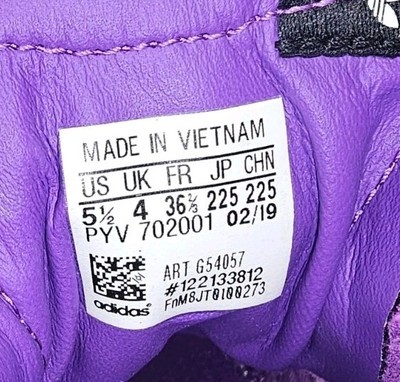 MADE IN VIETNAM
US UK FR JP CHN
5½ 4 36⅔ 225 225
PYV 702001 02/19
ART G54057
#122133812
FnM8JT0100273
adidas